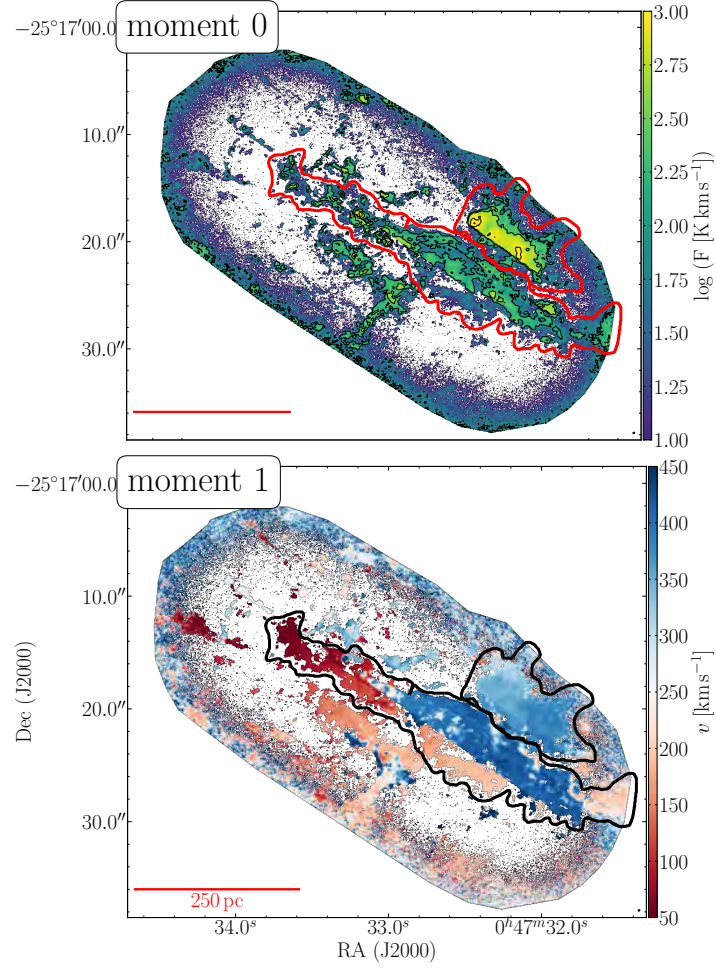 moment 0
−25°17′00.0″
10.0″
20.0″
30.0″
3.00
2.75
2.50
2.25
2.00
1.75
1.50
1.25
1.00
log (F [K km s⁻¹])
moment 1
−25°17′00.0″
10.0″
20.0″
30.0″
Dec (J2000)
250 pc
34.0ˢ
33.0ˢ
0ʰ47ᵐ32.0ˢ
RA (J2000)
450
400
350
300
250
200
150
100
50
v [km s⁻¹]